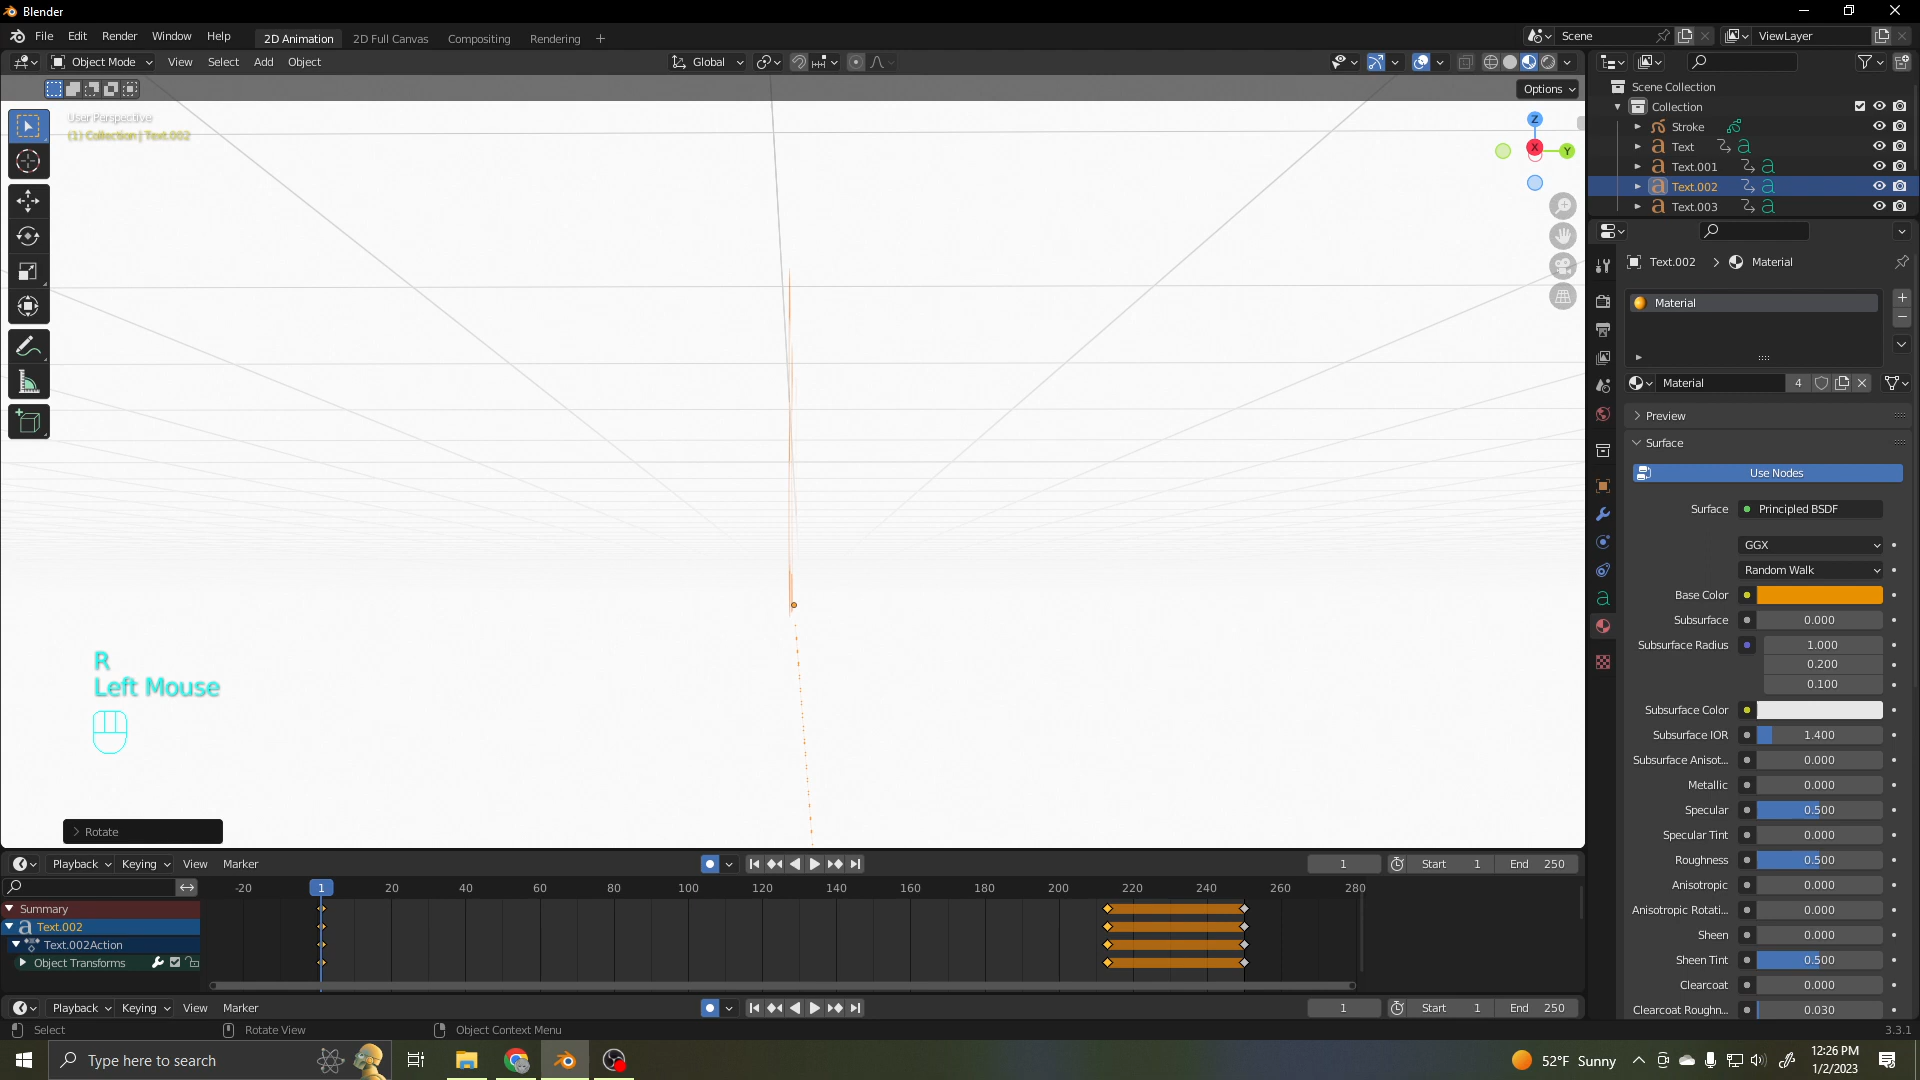 Blender
File Edit Render Window Help 2D Animation 2D Full Canvas Compositing Rendering + Scene ViewLayer
Object Mode View Select Add Object Global
Options
User Perspective
(1) Collection | Text.002
Z
X
Y
Scene Collection
Collection
Stroke
Text
Text.001
Text.002
Text.003
Text.002 > Material
Material
Material 4
Preview
Surface
Use Nodes
Surface Principled BSDF
GGX
Random Walk
Base Color
Subsurface 0.000
Subsurface Radius 1.000
0.200
0.100
Subsurface Color
Subsurface IOR 1.400
Subsurface Anisot... 0.000
Metallic 0.000
Specular 0.500
Specular Tint 0.000
Roughness 0.500
Anisotropic 0.000
Anisotropic Rotati... 0.000
Sheen 0.000
Sheen Tint 0.500
Clearcoat 0.000
Clearcoat Roughn... 0.030
R
Left Mouse
Rotate
Playback Keying View Marker 1 Start 1 End 250
-20 1 20 40 60 80 100 120 140 160 180 200 220 240 260 280
Summary
Text.002
Text.002Action
Object Transforms
Playback Keying View Marker 1 Start 1 End 250
Select Rotate View Object Context Menu 3.3.1
Type here to search
52°F Sunny
12:26 PM
1/2/2023